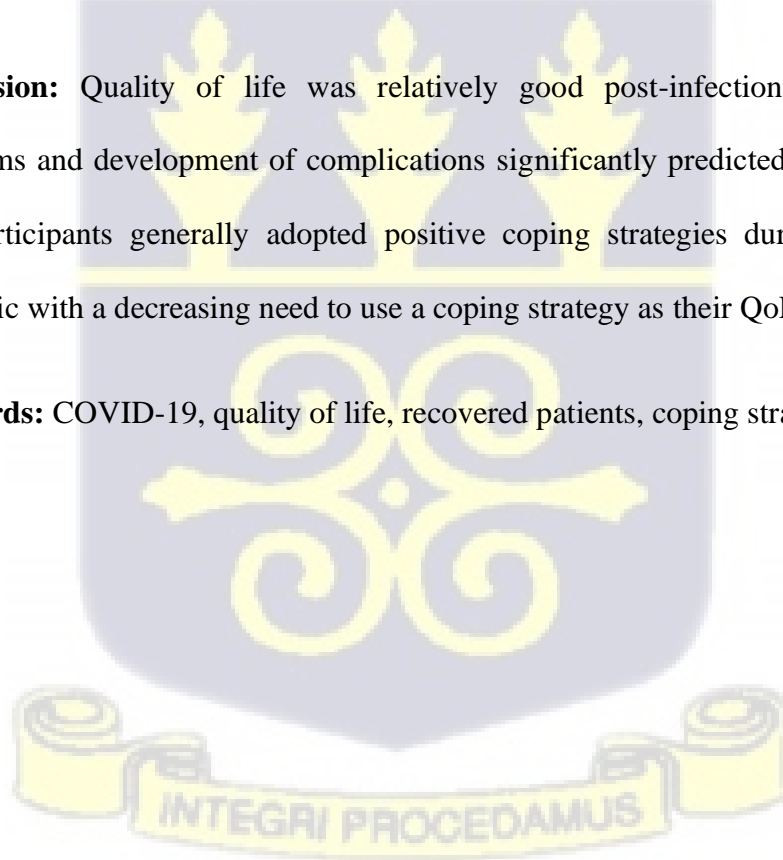 sion: Quality of life was relatively good post-infection
ns and development of complications significantly predicted
rticipants generally adopted positive coping strategies dur
ic with a decreasing need to use a coping strategy as their QoL
rds: COVID-19, quality of life, recovered patients, coping stra
INTEGRI PROCEDAMUS